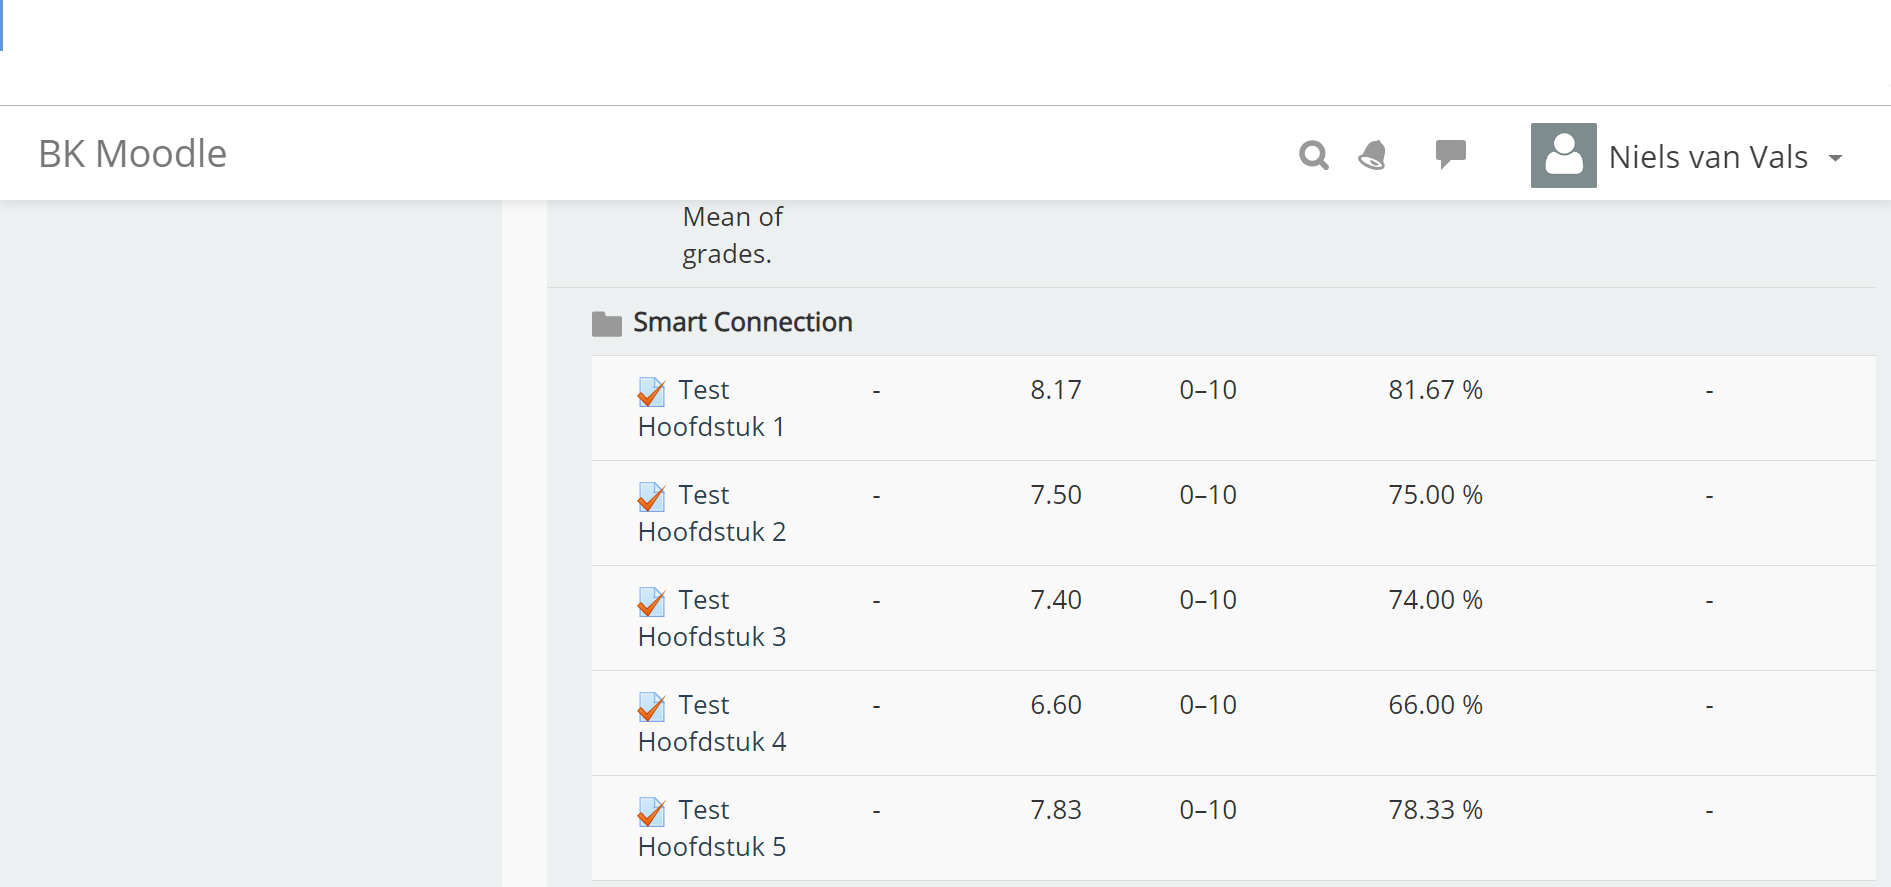 BK Moodle
Niels van Vals
Mean of
grades.
Smart Connection
Test - 8.17 0–10 81.67 % -
Hoofdstuk 1
Test - 7.50 0–10 75.00 % -
Hoofdstuk 2
Test - 7.40 0–10 74.00 % -
Hoofdstuk 3
Test - 6.60 0–10 66.00 % -
Hoofdstuk 4
Test - 7.83 0–10 78.33 % -
Hoofdstuk 5